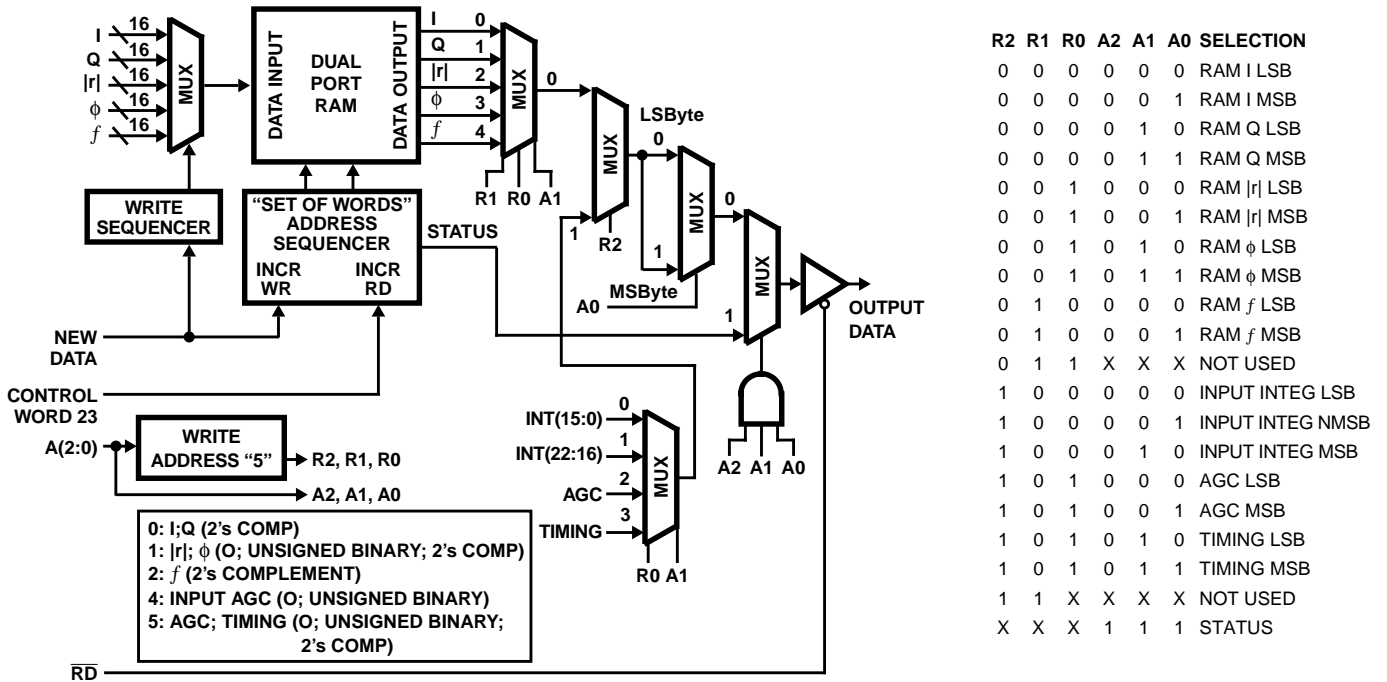 I 16
Q 16
|r| 16
ϕ 16
f 16
MUX
DATA INPUT
DUAL
PORT
RAM
DATA OUTPUT
I 0
Q 1
|r| 2
ϕ 3
f 4
MUX
R1 R0 A1
0
1
MUX
R2
LSByte
0
1
MSByte
MUX
A0
0
1
MUX
A2 A1 A0
OUTPUT
DATA
WRITE
SEQUENCER
“SET OF WORDS”
ADDRESS
SEQUENCER
INCR INCR
WR RD
STATUS
NEW
DATA
CONTROL
WORD 23
A(2:0)
WRITE
ADDRESS “5”
R2, R1, R0
A2, A1, A0
INT(15:0) 0
INT(22:16) 1
AGC 2
TIMING 3
MUX
R0 A1
0: I;Q (2’s COMP)
1: |r|; ϕ (O; UNSIGNED BINARY; 2’s COMP)
2: f (2’s COMPLEMENT)
4: INPUT AGC (O; UNSIGNED BINARY)
5: AGC; TIMING (O; UNSIGNED BINARY;
2’s COMP)
RD
R2 R1 R0 A2 A1 A0 SELECTION
0 0 0 0 0 0 RAM I LSB
0 0 0 0 0 1 RAM I MSB
0 0 0 0 1 0 RAM Q LSB
0 0 0 0 1 1 RAM Q MSB
0 0 1 0 0 0 RAM |r| LSB
0 0 1 0 0 1 RAM |r| MSB
0 0 1 0 1 0 RAM ϕ LSB
0 0 1 0 1 1 RAM ϕ MSB
0 1 0 0 0 0 RAM f LSB
0 1 0 0 0 1 RAM f MSB
0 1 1 X X X NOT USED
1 0 0 0 0 0 INPUT INTEG LSB
1 0 0 0 0 1 INPUT INTEG NMSB
1 0 0 0 1 0 INPUT INTEG MSB
1 0 1 0 0 0 AGC LSB
1 0 1 0 0 1 AGC MSB
1 0 1 0 1 0 TIMING LSB
1 0 1 0 1 1 TIMING MSB
1 1 X X X X NOT USED
X X X 1 1 1 STATUS